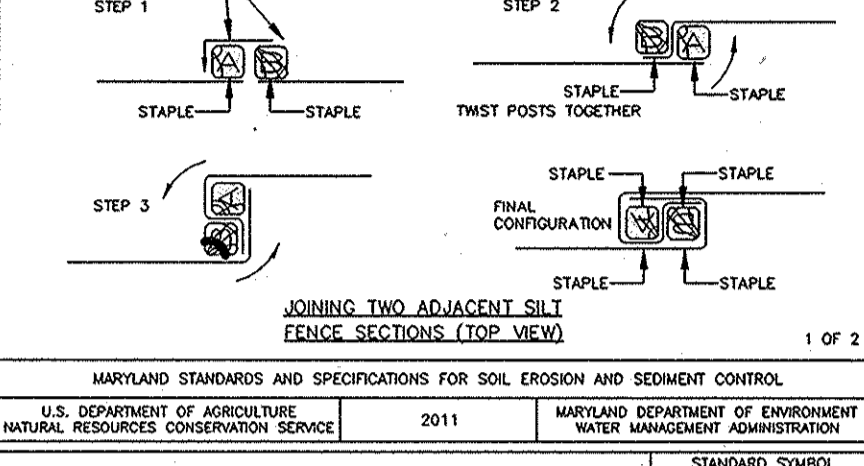 STEP 1
A B
STAPLE STAPLE
STEP 2
B A
STAPLE STAPLE
TWIST POSTS TOGETHER
STEP 3
A
STAPLE STAPLE
FINAL
CONFIGURATION
A B
STAPLE STAPLE
JOINING TWO ADJACENT SILT
FENCE SECTIONS (TOP VIEW)
1 OF 2
MARYLAND STANDARDS AND SPECIFICATIONS FOR SOIL EROSION AND SEDIMENT CONTROL
U.S. DEPARTMENT OF AGRICULTURE
NATURAL RESOURCES CONSERVATION SERVICE
2011
MARYLAND DEPARTMENT OF ENVIRONMENT
WATER MANAGEMENT ADMINISTRATION
STANDARD SYMBOL